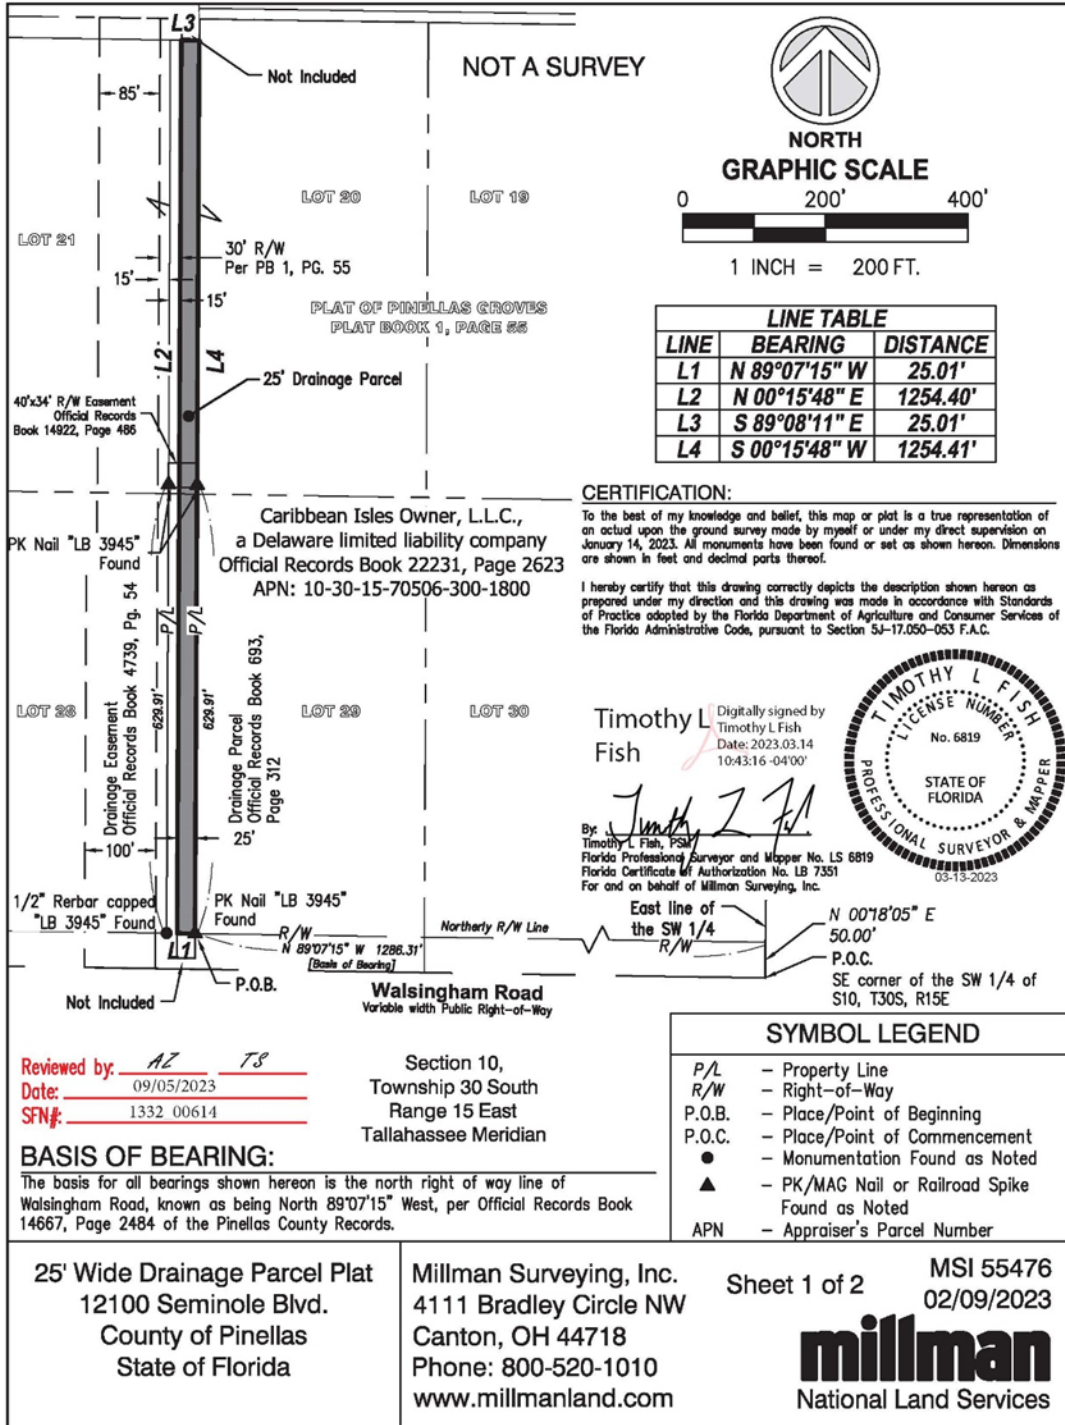 L3
Not Included
NOT A SURVEY
85'
NORTH
GRAPHIC SCALE
0 200' 400'
1 INCH = 200 FT.
LOT 20
LOT 19
LOT 21
30' R/W
Per PB 1, PG. 55
15'
15'
PLAT OF PINELLAS GROVES
PLAT BOOK 1, PAGE 55
L2
L4
25' Drainage Parcel
40'x34' R/W Easement
Official Records
Book 14922, Page 486
LINE TABLE
LINE BEARING DISTANCE
L1 N 89°07'15" W 25.01'
L2 N 00°15'48" E 1254.40'
L3 S 89°08'11" E 25.01'
L4 S 00°15'48" W 1254.41'
CERTIFICATION:
To the best of my knowledge and belief, this map or plat is a true representation of
an actual upon the ground survey made by myself or under my direct supervision on
January 14, 2023. All monuments have been found or set as shown hereon. Dimensions
are shown in feet and decimal parts thereof.
I hereby certify that this drawing correctly depicts the description shown hereon as
prepared under my direction and this drawing was made in accordance with Standards
of Practice adopted by the Florida Department of Agriculture and Consumer Services of
the Florida Administrative Code, pursuant to Section 5J-17.050-053 F.A.C.
PK Nail "LB 3945"
Found
Caribbean Isles Owner, L.L.C.,
a Delaware limited liability company
Official Records Book 22231, Page 2623
APN: 10-30-15-70506-300-1800
P/L
P/L
LOT 28
LOT 29
LOT 30
Drainage Easement
Official Records Book 4739, Pg. 54
629.91'
629.91'
Drainage Parcel
Official Records Book 693,
Page 312
100'
25'
Timothy L
Fish
Digitally signed by
Timothy L Fish
Date: 2023.03.14
10:43:16 -04'00'
TIMOTHY L FISH
LICENSE NUMBER
No. 6819
STATE OF
FLORIDA
PROFESSIONAL SURVEYOR & MAPPER
03-13-2023
By:
Timothy L. Fish, PSM
Florida Professional Surveyor and Mapper No. LS 6819
Florida Certificate of Authorization No. LB 7351
For and on behalf of Millman Surveying, Inc.
1/2" Rebar capped
"LB 3945" Found
PK Nail "LB 3945"
Found
L1
R/W
N 89°07'15" W 1286.31'
[Basis of Bearing]
Northerly R/W Line
East line of
the SW 1/4
R/W
N 00°18'05" E
50.00'
P.O.C.
SE corner of the SW 1/4 of
S10, T30S, R15E
Not Included
P.O.B.
Walsingham Road
Variable width Public Right-of-Way
Reviewed by: AZ TS
Date: 09/05/2023
SFN#: 1332 00614
Section 10,
Township 30 South
Range 15 East
Tallahassee Meridian
SYMBOL LEGEND
P/L – Property Line
R/W – Right-of-Way
P.O.B. – Place/Point of Beginning
P.O.C. – Place/Point of Commencement
● – Monumentation Found as Noted
▲ – PK/MAG Nail or Railroad Spike
Found as Noted
APN – Appraiser's Parcel Number
BASIS OF BEARING:
The basis for all bearings shown hereon is the north right of way line of
Walsingham Road, known as being North 89°07'15" West, per Official Records Book
14667, Page 2484 of the Pinellas County Records.
25' Wide Drainage Parcel Plat
12100 Seminole Blvd.
County of Pinellas
State of Florida
Millman Surveying, Inc.
4111 Bradley Circle NW
Canton, OH 44718
Phone: 800-520-1010
www.millmanland.com
Sheet 1 of 2
MSI 55476
02/09/2023
millman
National Land Services